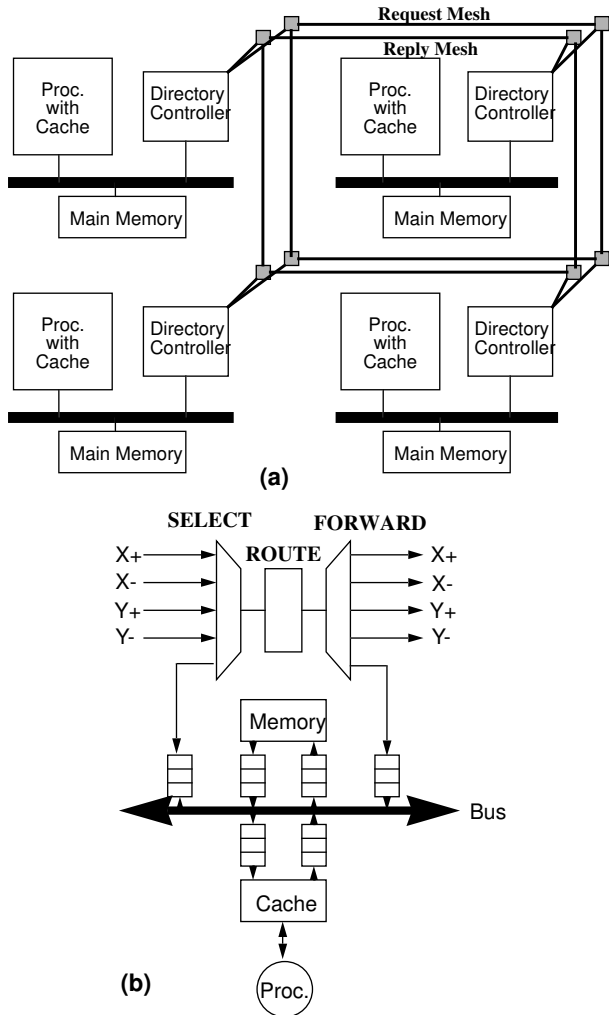 Request Mesh
Reply Mesh
Proc.
with
Cache
Directory
Controller
Main Memory
Proc.
with
Cache
Directory
Controller
Main Memory
Proc.
with
Cache
Directory
Controller
Main Memory
Proc.
with
Cache
Directory
Controller
Main Memory
(a)
SELECT
FORWARD
ROUTE
X+
X-
Y+
Y-
X+
X-
Y+
Y-
Memory
Bus
Cache
Proc.
(b)